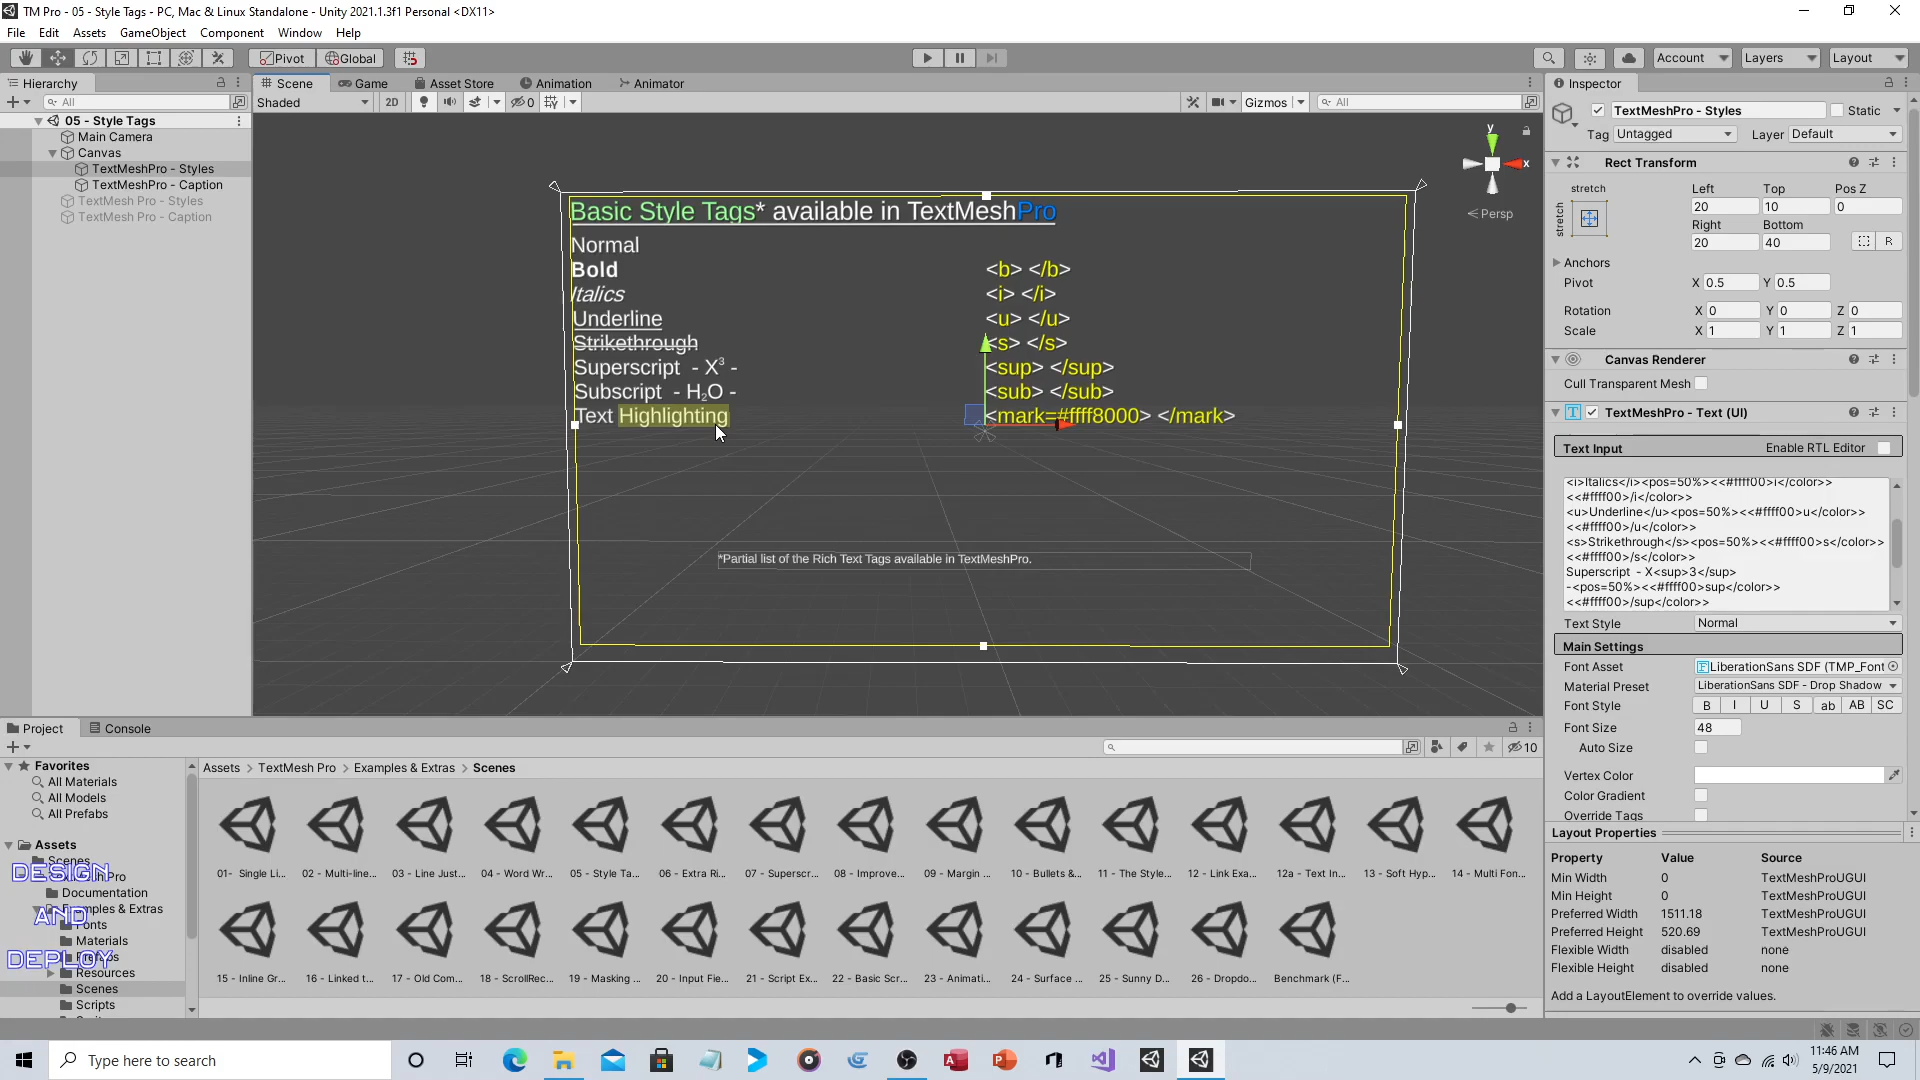 TM Pro - 05 - Style Tags - PC, Mac & Linux Standalone - Unity 2021.1.3f1 Personal <DX11>
File Edit Assets GameObject Component Window Help
Pivot Global Account Layers Layout
Hierarchy
All
05 - Style Tags
Main Camera
Canvas
TextMeshPro - Styles
TextMeshPro - Caption
TextMesh Pro - Styles
TextMesh Pro - Caption
Scene Game Asset Store Animation Animator
Shaded 2D 0 Gizmos All
y
x
Persp
Basic Style Tags* available in TextMeshPro
Normal
Bold <b> </b>
Italics <i> </i>
Underline <u> </u>
Strikethrough <s> </s>
Superscript - X3 - <sup> </sup>
Subscript - H2O - <sub> </sub>
Text Highlighting <mark=#ffff8000> </mark>
*Partial list of the Rich Text Tags available in TextMeshPro.
Inspector
TextMeshPro - Styles Static
Tag Untagged Layer Default
Rect Transform
stretch Left Top Pos Z
stretch 20 10 0
Right Bottom
20 40 R
Anchors
Pivot X 0.5 Y 0.5
Rotation X 0 Y 0 Z 0
Scale X 1 Y 1 Z 1
Canvas Renderer
Cull Transparent Mesh
TextMeshPro - Text (UI)
Text Input Enable RTL Editor
<i>Italics</i><pos=50%><<#ffff00>i</color>>
<<#ffff00>/i</color>>
<u>Underline</u><pos=50%><<#ffff00>u</color>>
<<#ffff00>/u</color>>
<s>Strikethrough</s><pos=50%><<#ffff00>s</color>>
<<#ffff00>/s</color>>
Superscript - X<sup>3</sup>
-<pos=50%><<#ffff00>sup</color>>
<<#ffff00>/sup</color>>
Text Style Normal
Main Settings
Font Asset LiberationSans SDF (TMP_Font
Material Preset LiberationSans SDF - Drop Shadow
Font Style B I U S ab AB SC
Font Size 48
Auto Size
Vertex Color
Color Gradient
Override Tags
Layout Properties
Property Value Source
Min Width 0 TextMeshProUGUI
Min Height 0 TextMeshProUGUI
Preferred Width 1511.18 TextMeshProUGUI
Preferred Height 520.69 TextMeshProUGUI
Flexible Width disabled none
Flexible Height disabled none
Add a LayoutElement to override values.
Project Console
10
Favorites
All Materials
All Models
All Prefabs
Assets
Scenes
Documentation
Examples & Extras
Fonts
Materials
Prefabs
Resources
Scenes
Scripts
DESIGN
AND
DEPLOY
Assets > TextMesh Pro > Examples & Extras > Scenes
01- Single Li... 02 - Multi-line... 03 - Line Just... 04 - Word Wr... 05 - Style Ta... 06 - Extra Ri... 07 - Superscr... 08 - Improve... 09 - Margin ... 10 - Bullets &... 11 - The Style... 12 - Link Exa... 12a - Text In... 13 - Soft Hyp... 14 - Multi Fon...
15 - Inline Gr... 16 - Linked t... 17 - Old Com... 18 - ScrollRec... 19 - Masking ... 20 - Input Fie... 21 - Script Ex... 22 - Basic Scr... 23 - Animati... 24 - Surface ... 25 - Sunny D... 26 - Dropdo... Benchmark (F...
Type here to search
11:46 AM
5/9/2021